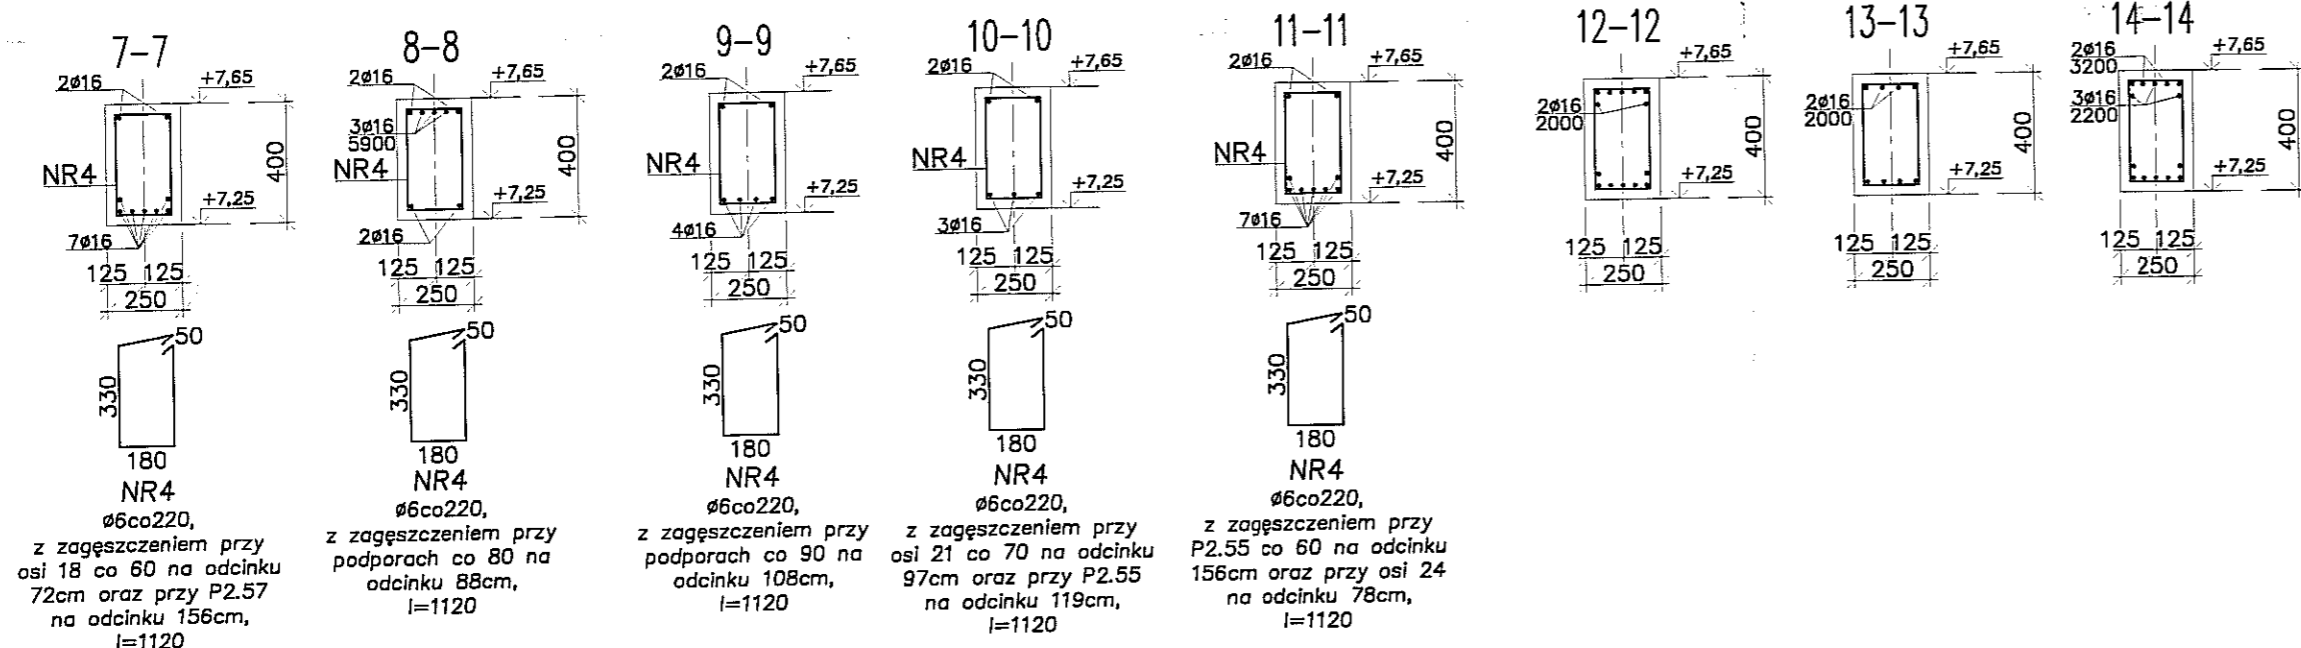 7-7
2ø16
+7,65
NR4
400
+7,25
7ø16
125 125
250
50
330
180
NR4
ø6co220,
z zagęszczeniem przy
osi 18 co 60 na odcinku
72cm oraz przy P2.57
na odcinku 156cm,
l=1120
8-8
2ø16
+7,65
3ø16
5900
NR4
400
+7,25
2ø16
125 125
250
50
330
180
NR4
ø6co220,
z zagęszczeniem przy
podporach co 80 na
odcinku 88cm,
l=1120
9-9
2ø16
+7,65
NR4
+7,25
4ø16
125 125
250
50
330
180
NR4
ø6co220,
z zagęszczeniem przy
podporach co 90 na
odcinku 108cm,
l=1120
10-10
2ø16
+7,65
NR4
+7,25
3ø16
125 125
250
50
330
180
NR4
ø6co220,
z zagęszczeniem przy
osi 21 co 70 na odcinku
97cm oraz przy P2.55
na odcinku 119cm,
l=1120
11-11
2ø16
+7,65
NR4
400
+7,25
7ø16
125 125
250
50
330
180
NR4
ø6co220,
z zagęszczeniem przy
P2.55 co 60 na odcinku
156cm oraz przy osi 24
na odcinku 78cm,
l=1120
12-12
+7,65
2ø16
2000
400
+7,25
125 125
250
13-13
+7,65
2ø16
2000
400
+7,25
125 125
250
14-14
2ø16
3200
+7,65
3ø16
2200
400
+7,25
125 125
250